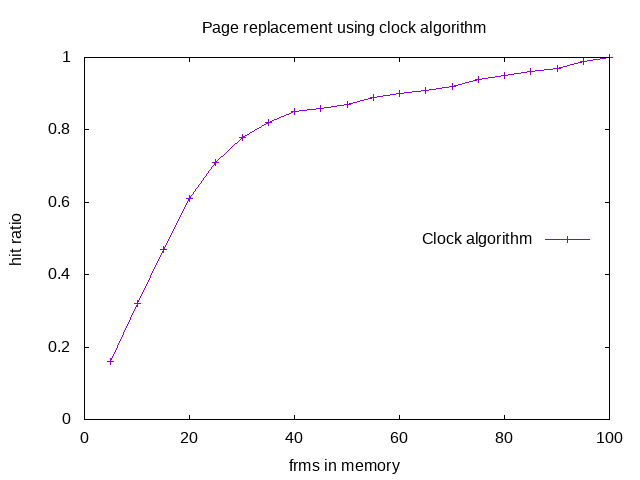 Page replacement using clock algorithm
1
0.8
0.6
0.4
0.2
0
hit ratio
Clock algorithm
0 20 40 60 80 100
frms in memory